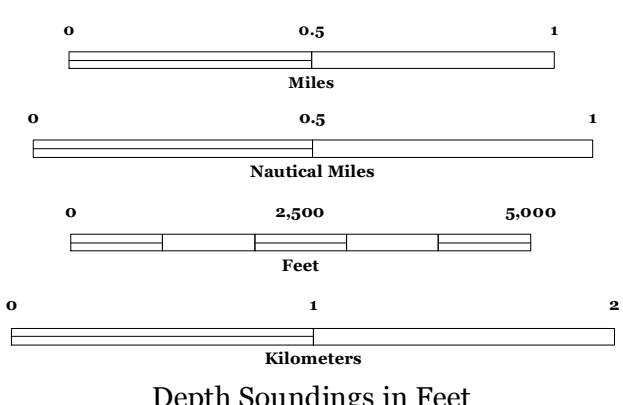 0 0.5 1
Miles
0 0.5 1
Nautical Miles
0 2,500 5,000
Feet
0 1 2
Kilometers
Depth Soundings in Feet